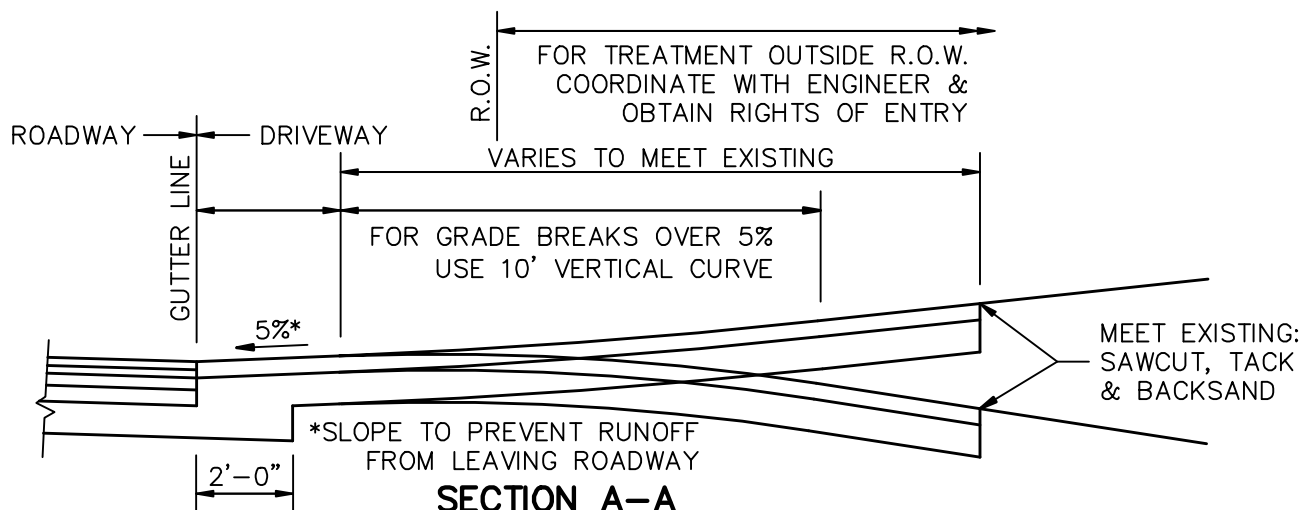 R.O.W.
FOR TREATMENT OUTSIDE R.O.W.
COORDINATE WITH ENGINEER &
OBTAIN RIGHTS OF ENTRY
ROADWAY
DRIVEWAY
VARIES TO MEET EXISTING
GUTTER LINE
FOR GRADE BREAKS OVER 5%
USE 10' VERTICAL CURVE
5%*
MEET EXISTING:
SAWCUT, TACK
& BACKSAND
*SLOPE TO PREVENT RUNOFF
FROM LEAVING ROADWAY
2'-0"
SECTION A-A